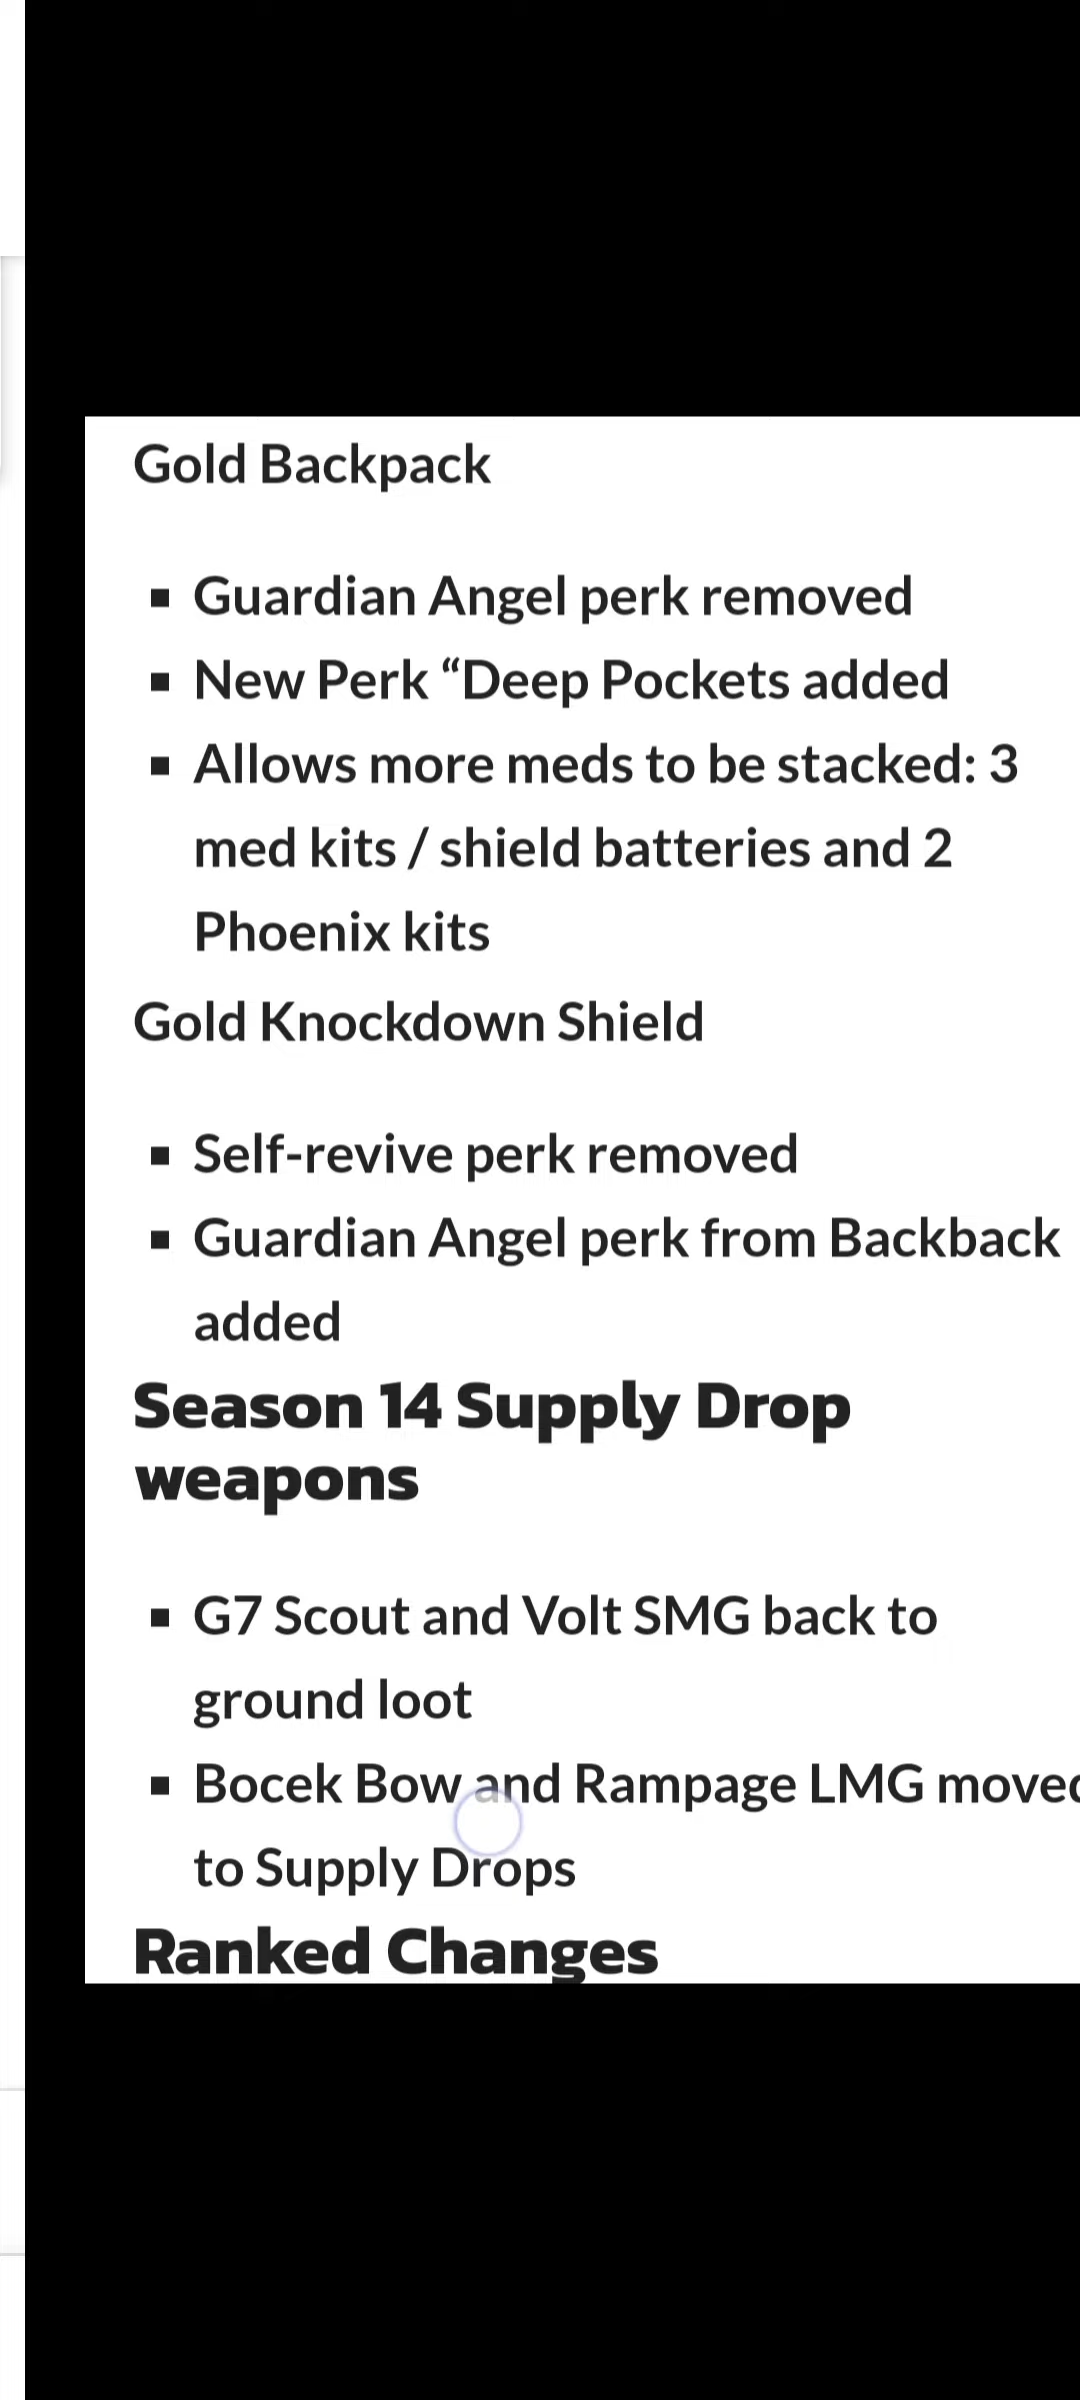 Gold Backpack
▪ Guardian Angel perk removed
▪ New Perk “Deep Pockets added
▪ Allows more meds to be stacked: 3
med kits / shield batteries and 2
Phoenix kits
Gold Knockdown Shield
▪ Self-revive perk removed
▪ Guardian Angel perk from Backback
added
Season 14 Supply Drop
weapons
▪ G7 Scout and Volt SMG back to
ground loot
▪ Bocek Bow and Rampage LMG moved
to Supply Drops
Ranked Changes